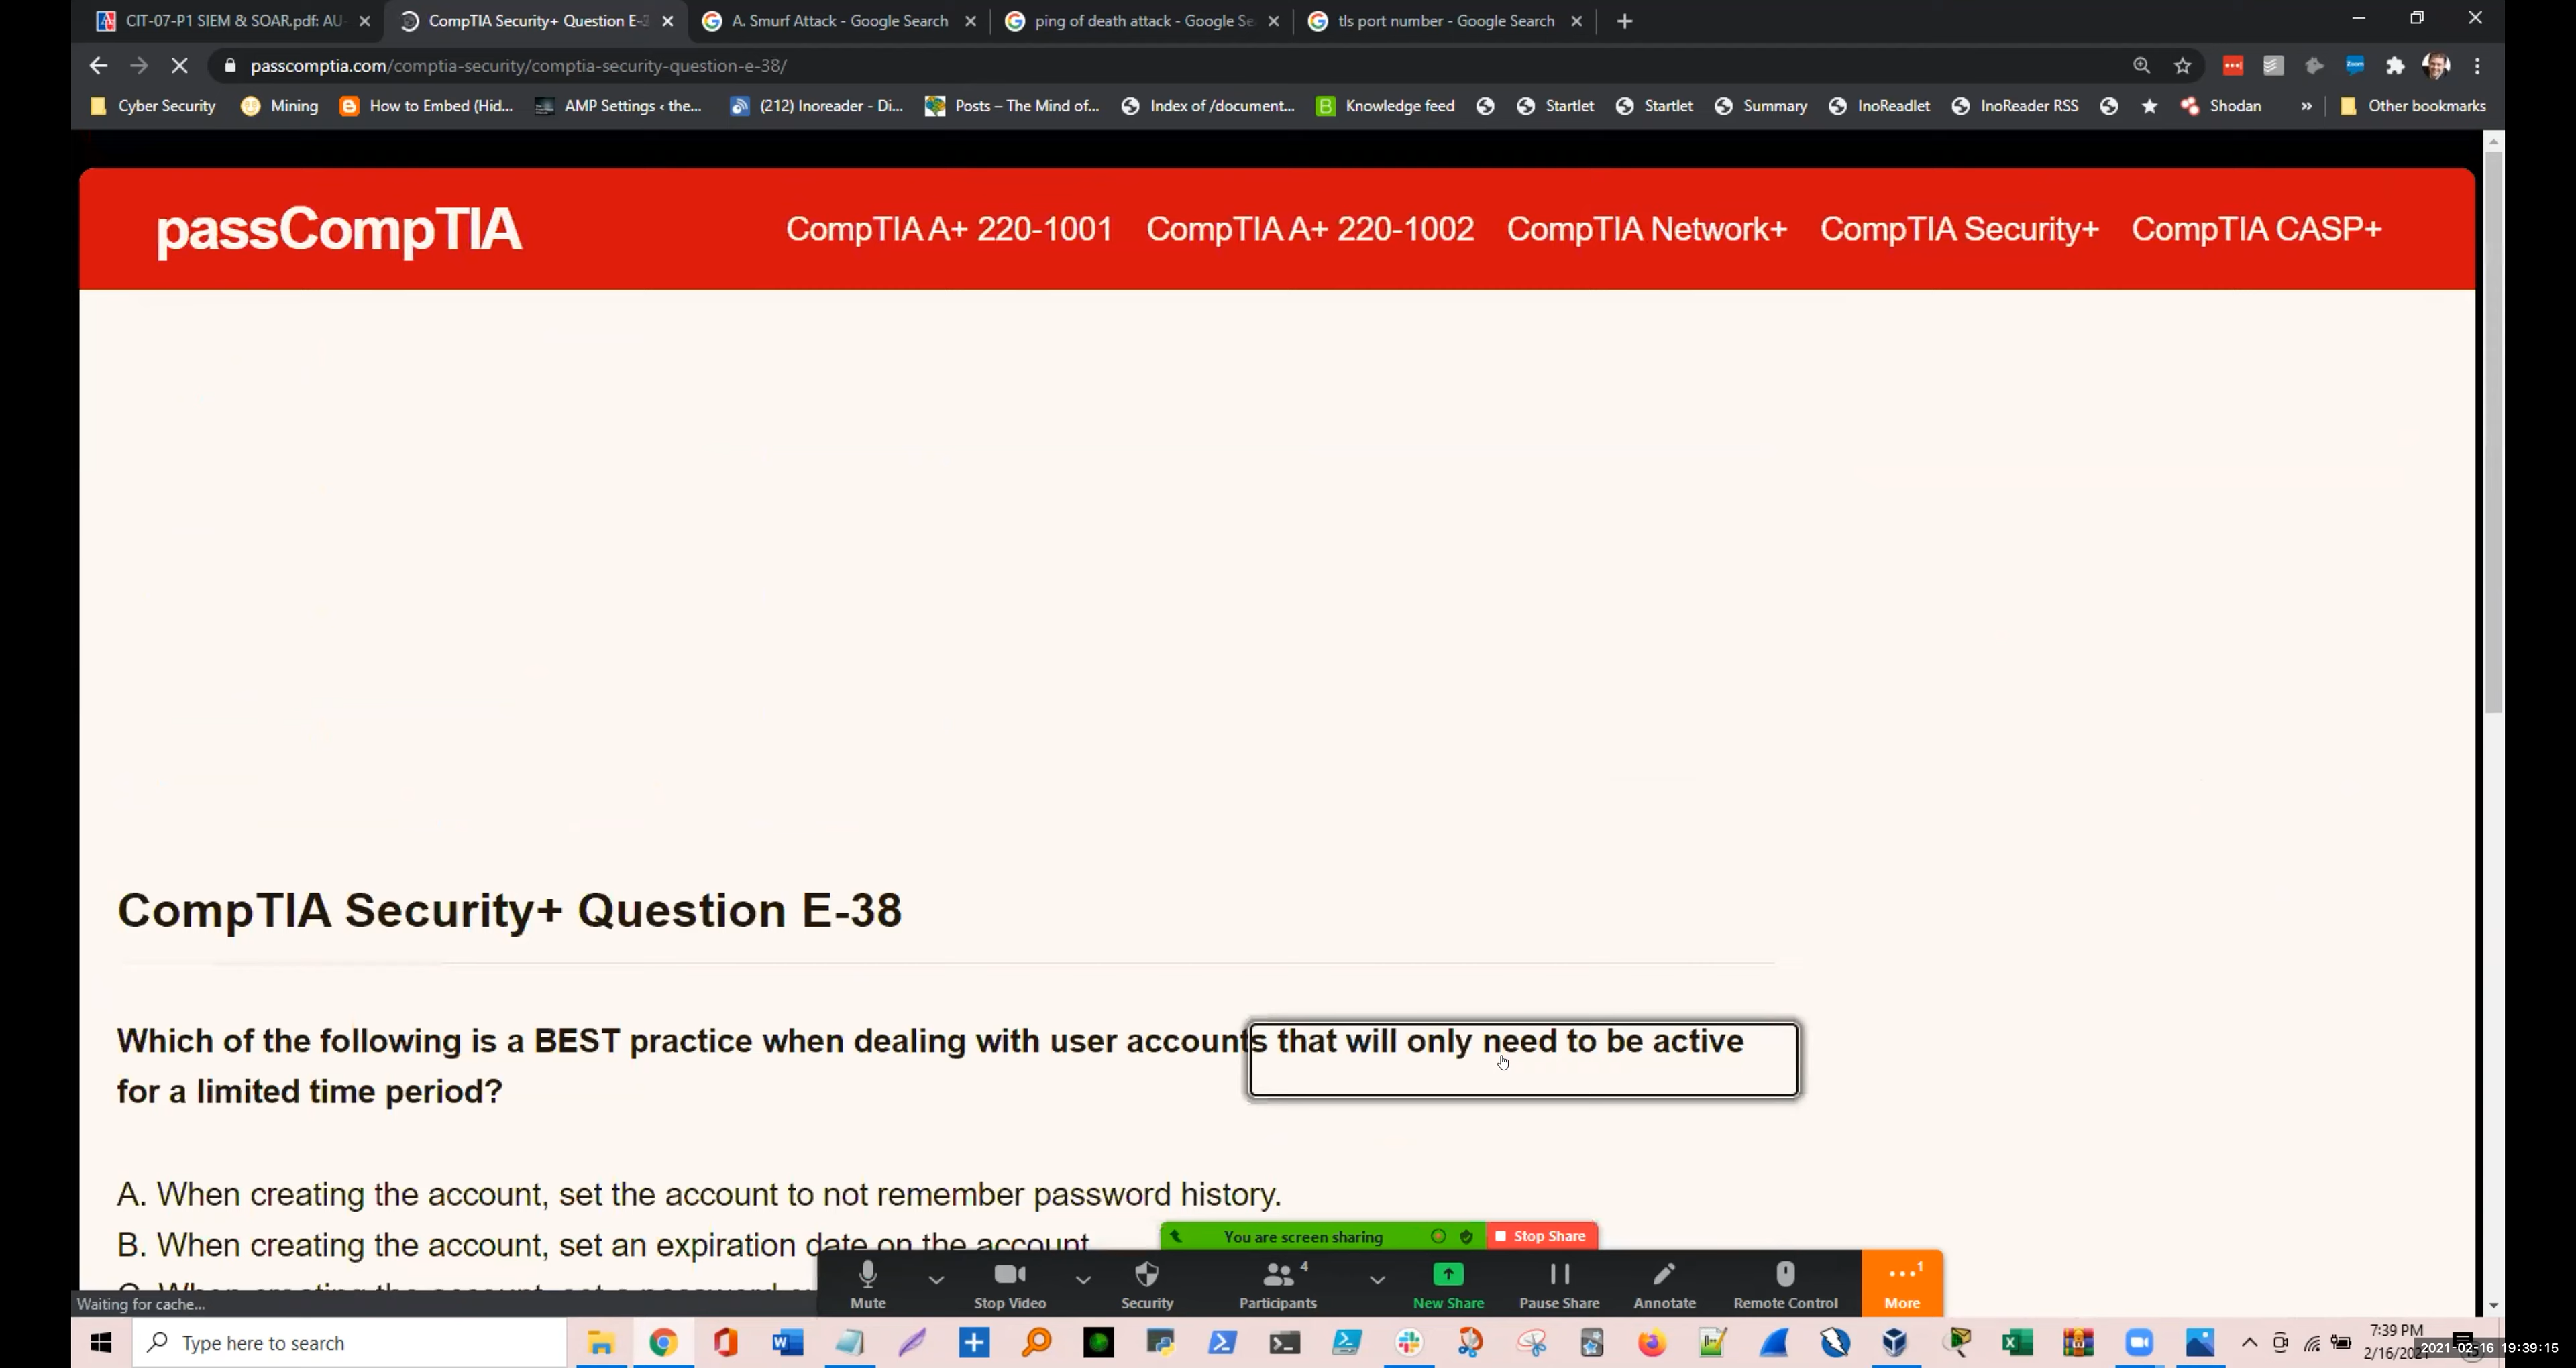 CIT-07-P1 SIEM & SOAR.pdf: AU
CompTIA Security+ Question E-3
A. Smurf Attack - Google Search
ping of death attack - Google Se
tls port number - Google Search
passcomptia.com/comptia-security/comptia-security-question-e-38/
Cyber Security
Mining
How to Embed (Hid...
AMP Settings ‹ the...
(212) Inoreader - Di...
Posts – The Mind of...
Index of /document...
Knowledge feed
Startlet
Startlet
Summary
InoReadlet
InoReader RSS
Shodan
»
Other bookmarks
passCompTIA
CompTIA A+ 220-1001
CompTIA A+ 220-1002
CompTIA Network+
CompTIA Security+
CompTIA CASP+
CompTIA Security+ Question E-38
Which of the following is a BEST practice when dealing with user accounts that will only need to be active
for a limited time period?
A. When creating the account, set the account to not remember password history.
B. When creating the account, set an expiration date on the account
You are screen sharing
Stop Share
Mute
Stop Video
Security
4
Participants
New Share
Pause Share
Annotate
Remote Control
1
More
Waiting for cache...
Type here to search
7:39 PM
2/16/202
2021-02-16 19:39:15